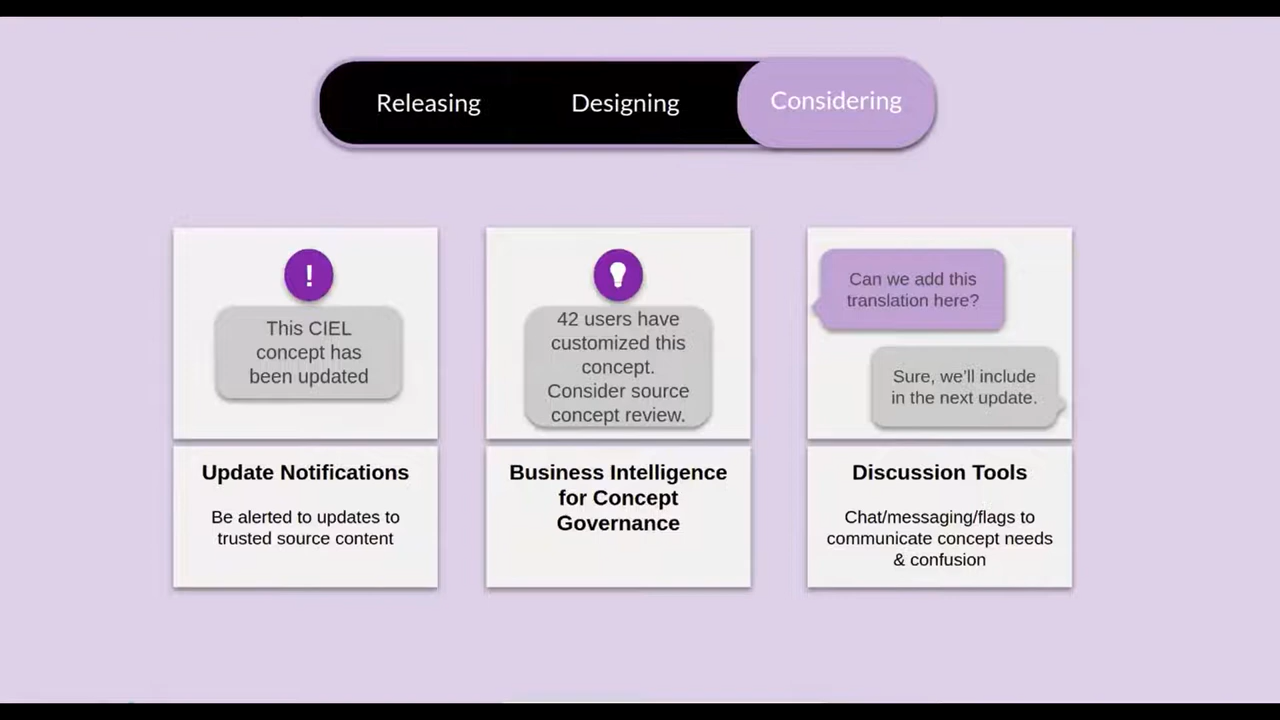 Releasing
Designing
Considering
!
This CIEL
concept has
been updated
42 users have
customized this
concept.
Consider source
concept review.
Can we add this
translation here?
Sure, we'll include
in the next update.
Update Notifications
Be alerted to updates to
trusted source content
Business Intelligence
for Concept
Governance
Discussion Tools
Chat/messaging/flags to
communicate concept needs
& confusion